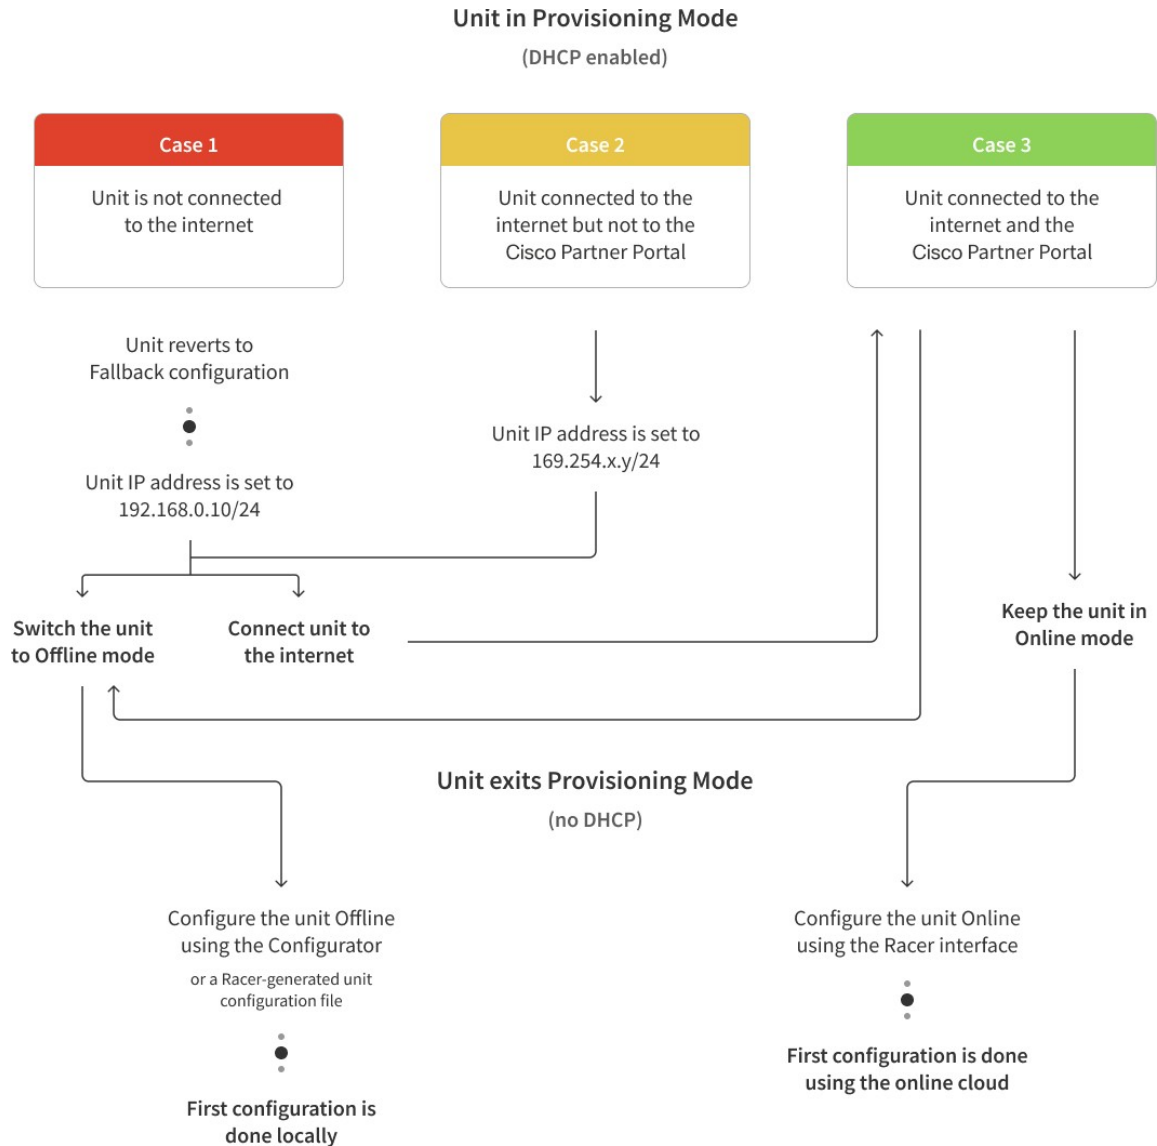 Unit in Provisioning Mode
(DHCP enabled)
Case 1
Unit is not connected
to the internet
Case 2
Unit connected to the
internet but not to the
Cisco Partner Portal
Case 3
Unit connected to the
internet and the
Cisco Partner Portal
Unit reverts to
Fallback configuration
Unit IP address is set to
192.168.0.10/24
Unit IP address is set to
169.254.x.y/24
Switch the unit
to Offline mode
Connect unit to
the internet
Keep the unit in
Online mode
Unit exits Provisioning Mode
(no DHCP)
Configure the unit Offline
using the Configurator
or a Racer-generated unit
configuration file
First configuration is
done locally
Configure the unit Online
using the Racer interface
First configuration is done
using the online cloud